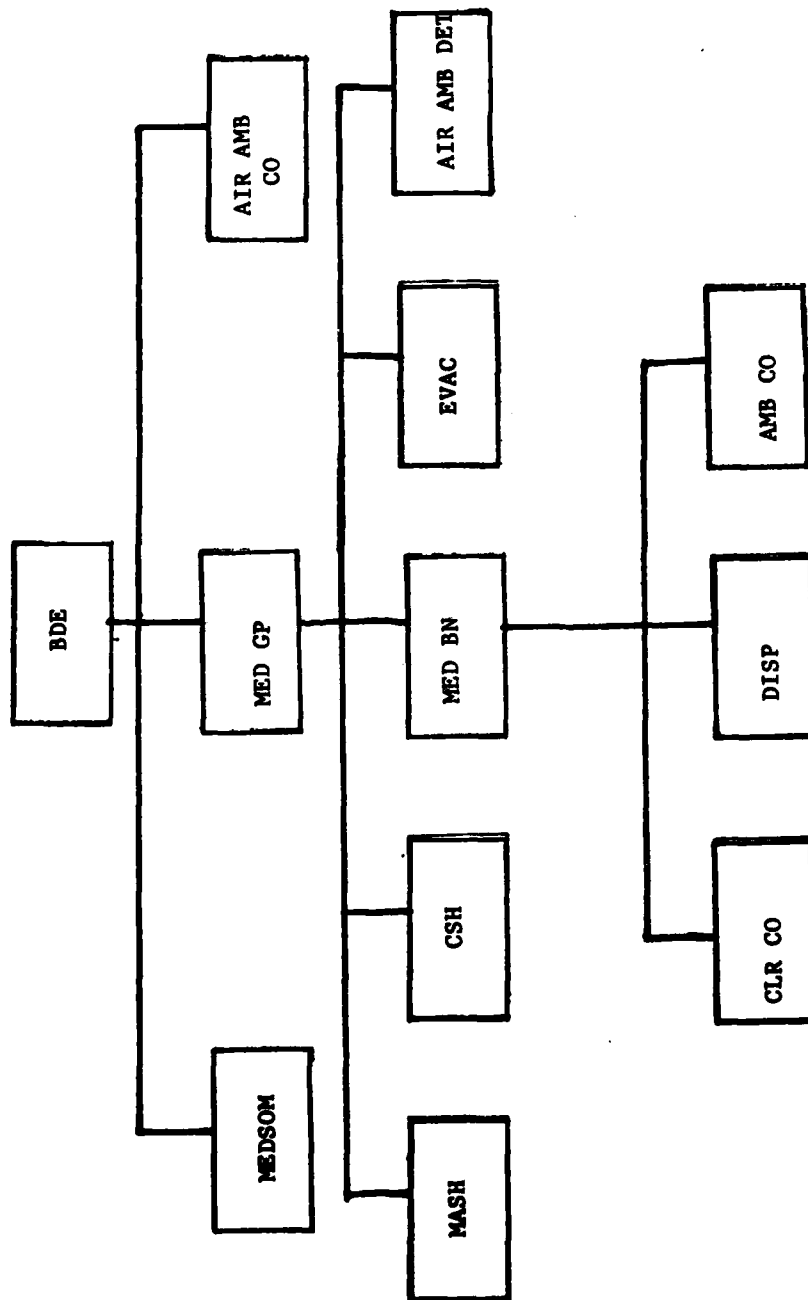 BDE
MEDSOM
MED GP
AIR AMB
CO
MASH
CSH
MED BN
EVAC
AIR AMB DET
CLR CO
DISP
AMB CO